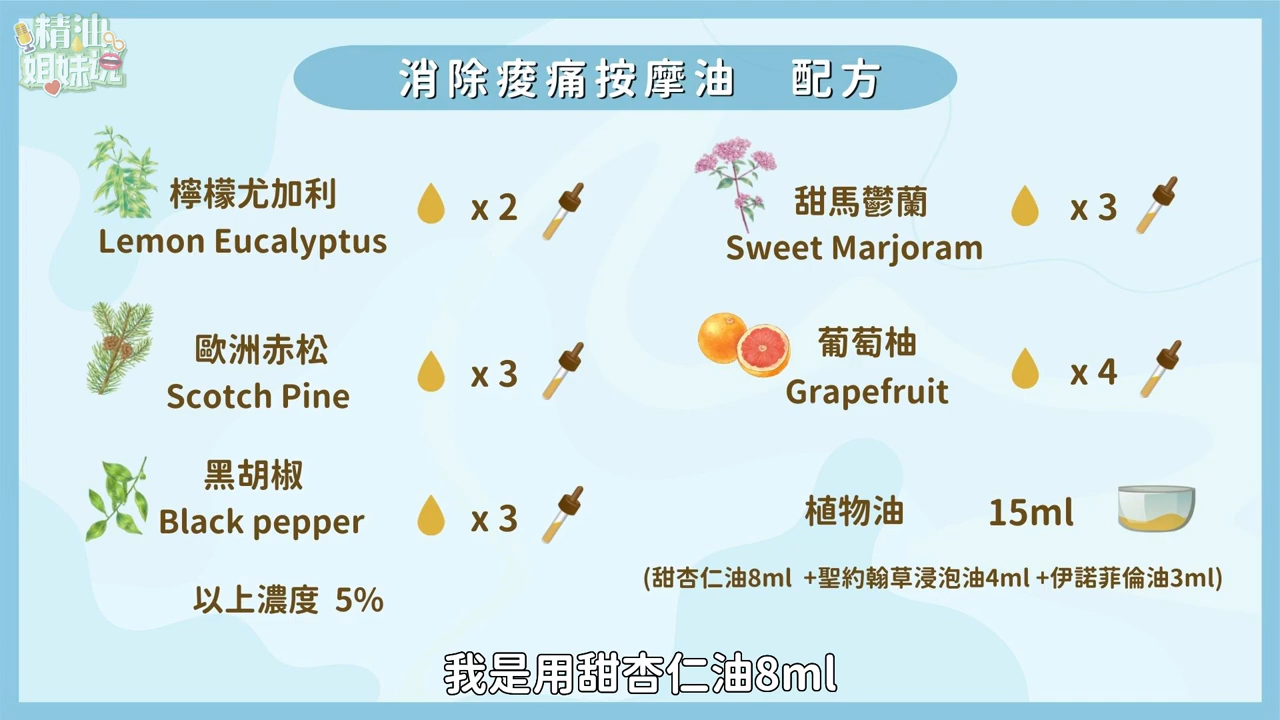 精油
姐妹說
消除痠痛按摩油 配方
檸檬尤加利
Lemon Eucalyptus
x 2
甜馬鬱蘭
Sweet Marjoram
x 3
歐洲赤松
Scotch Pine
x 3
葡萄柚
Grapefruit
x 4
黑胡椒
Black pepper
x 3
植物油 15ml
(甜杏仁油8ml +聖約翰草浸泡油4ml +伊諾菲倫油3ml)
以上濃度 5%
我是用甜杏仁油8ml